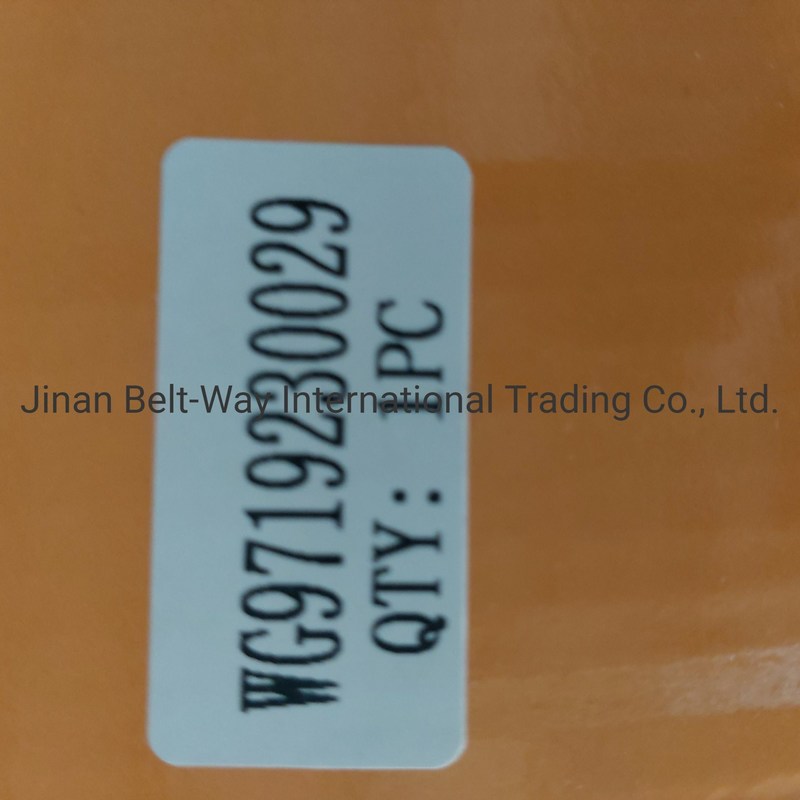 WG9719230029
QTY: 1PC
Jinan Belt-Way International Trading Co., Ltd.